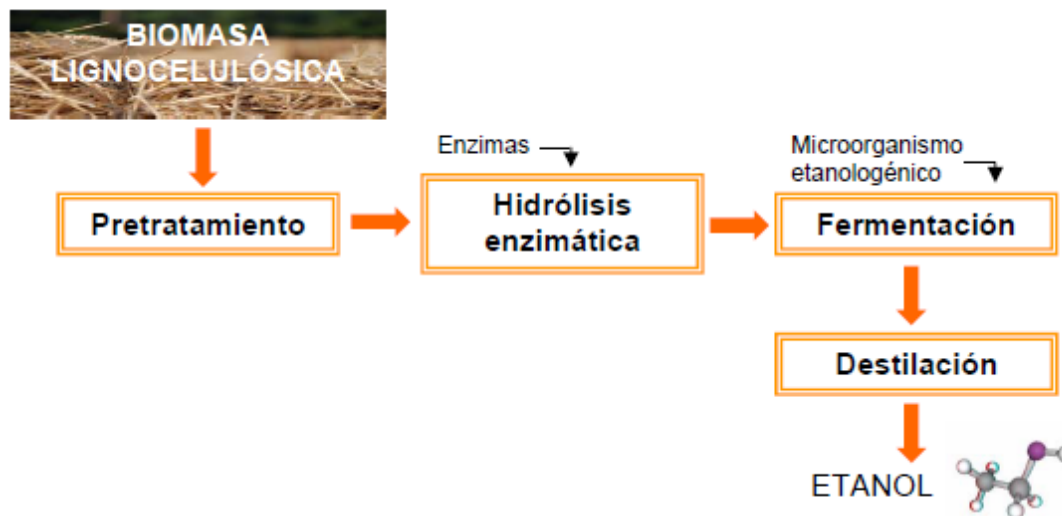 BIOMASA
LIGNOCELULÓSICA
Pretratamiento
Enzimas
Hidrólisis
enzimática
Microorganismo
etanologénico
Fermentación
Destilación
ETANOL